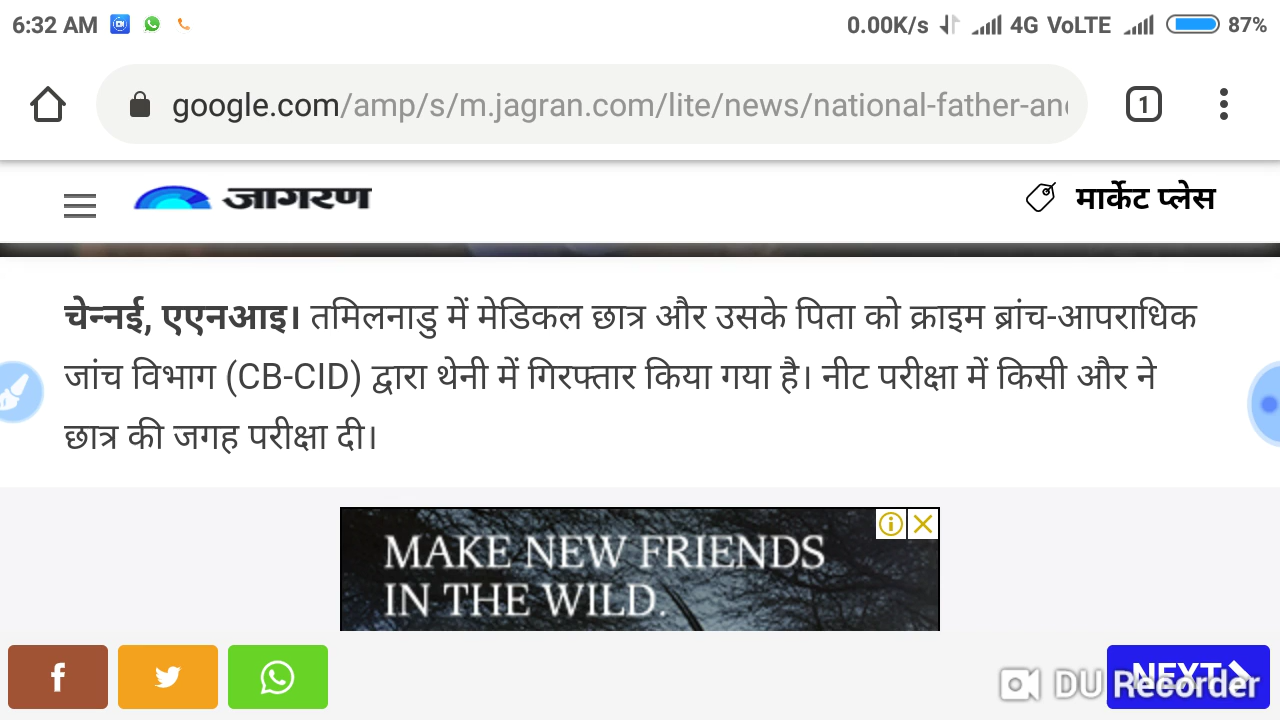 6:32 AM 0.00K/s 4G VoLTE 87%
google.com/amp/s/m.jagran.com/lite/news/national-father-and
1
जागरण मार्केट प्लेस
चेन्नई, एएनआइ। तमिलनाडु में मेडिकल छात्र और उसके पिता को क्राइम ब्रांच-आपराधिक
जांच विभाग (CB-CID) द्वारा थेनी में गिरफ्तार किया गया है। नीट परीक्षा में किसी और ने
छात्र की जगह परीक्षा दी।
MAKE NEW FRIENDS
IN THE WILD.
NEXT
DU Recorder